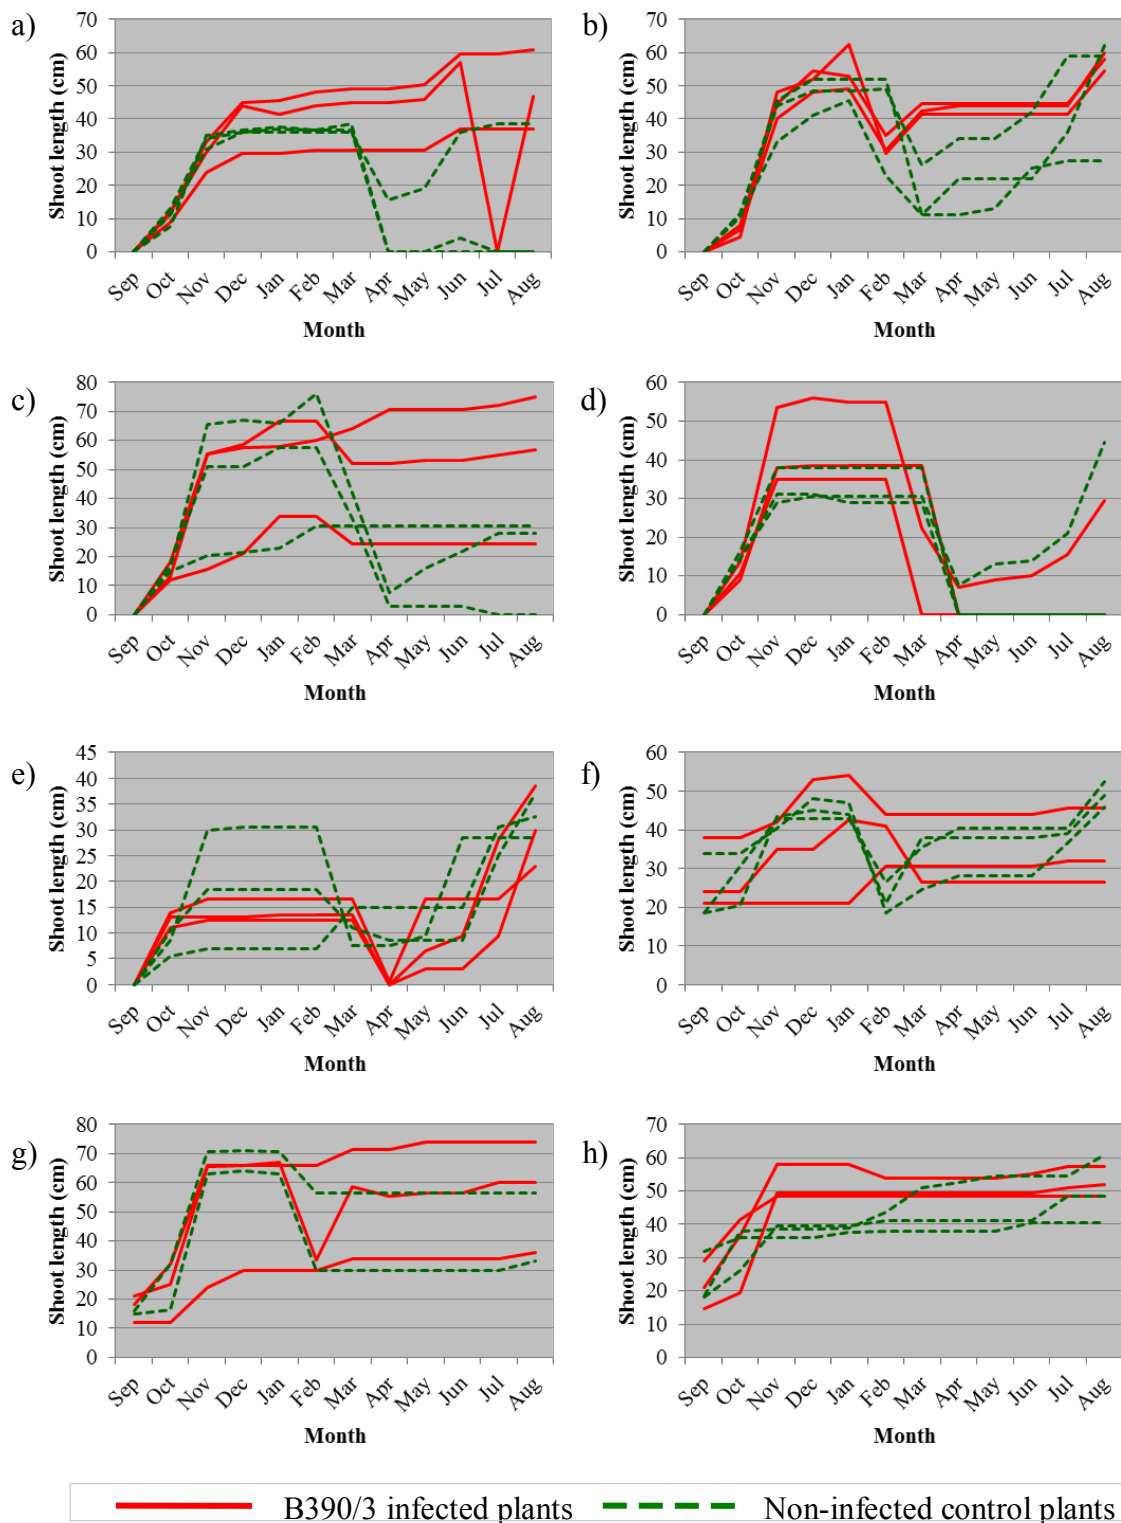 a)
70
60
50
40
30
20
10
0
Shoot length (cm)
Sep Oct Nov Dec Jan Feb Mar Apr May Jun Jul Aug
Month
b)
70
60
50
40
30
20
10
0
Shoot length (cm)
Sep Oct Nov Dec Jan Feb Mar Apr May Jun Jul Aug
Month
c)
80
70
60
50
40
30
20
10
0
Shoot length (cm)
Sep Oct Nov Dec Jan Feb Mar Apr May Jun Jul Aug
Month
d)
60
50
40
30
20
10
0
Shoot length (cm)
Sep Oct Nov Dec Jan Feb Mar Apr May Jun Jul Aug
Month
e)
45
40
35
30
25
20
15
10
5
0
Shoot length (cm)
Sep Oct Nov Dec Jan Feb Mar Apr May Jun Jul Aug
Month
f)
60
50
40
30
20
10
0
Shoot length (cm)
Sep Oct Nov Dec Jan Feb Mar Apr May Jun Jul Aug
Month
g)
80
70
60
50
40
30
20
10
0
Shoot length (cm)
Sep Oct Nov Dec Jan Feb Mar Apr May Jun Jul Aug
Month
h)
70
60
50
40
30
20
10
0
Shoot length (cm)
Sep Oct Nov Dec Jan Feb Mar Apr May Jun Jul Aug
Month
B390/3 infected plants Non-infected control plants